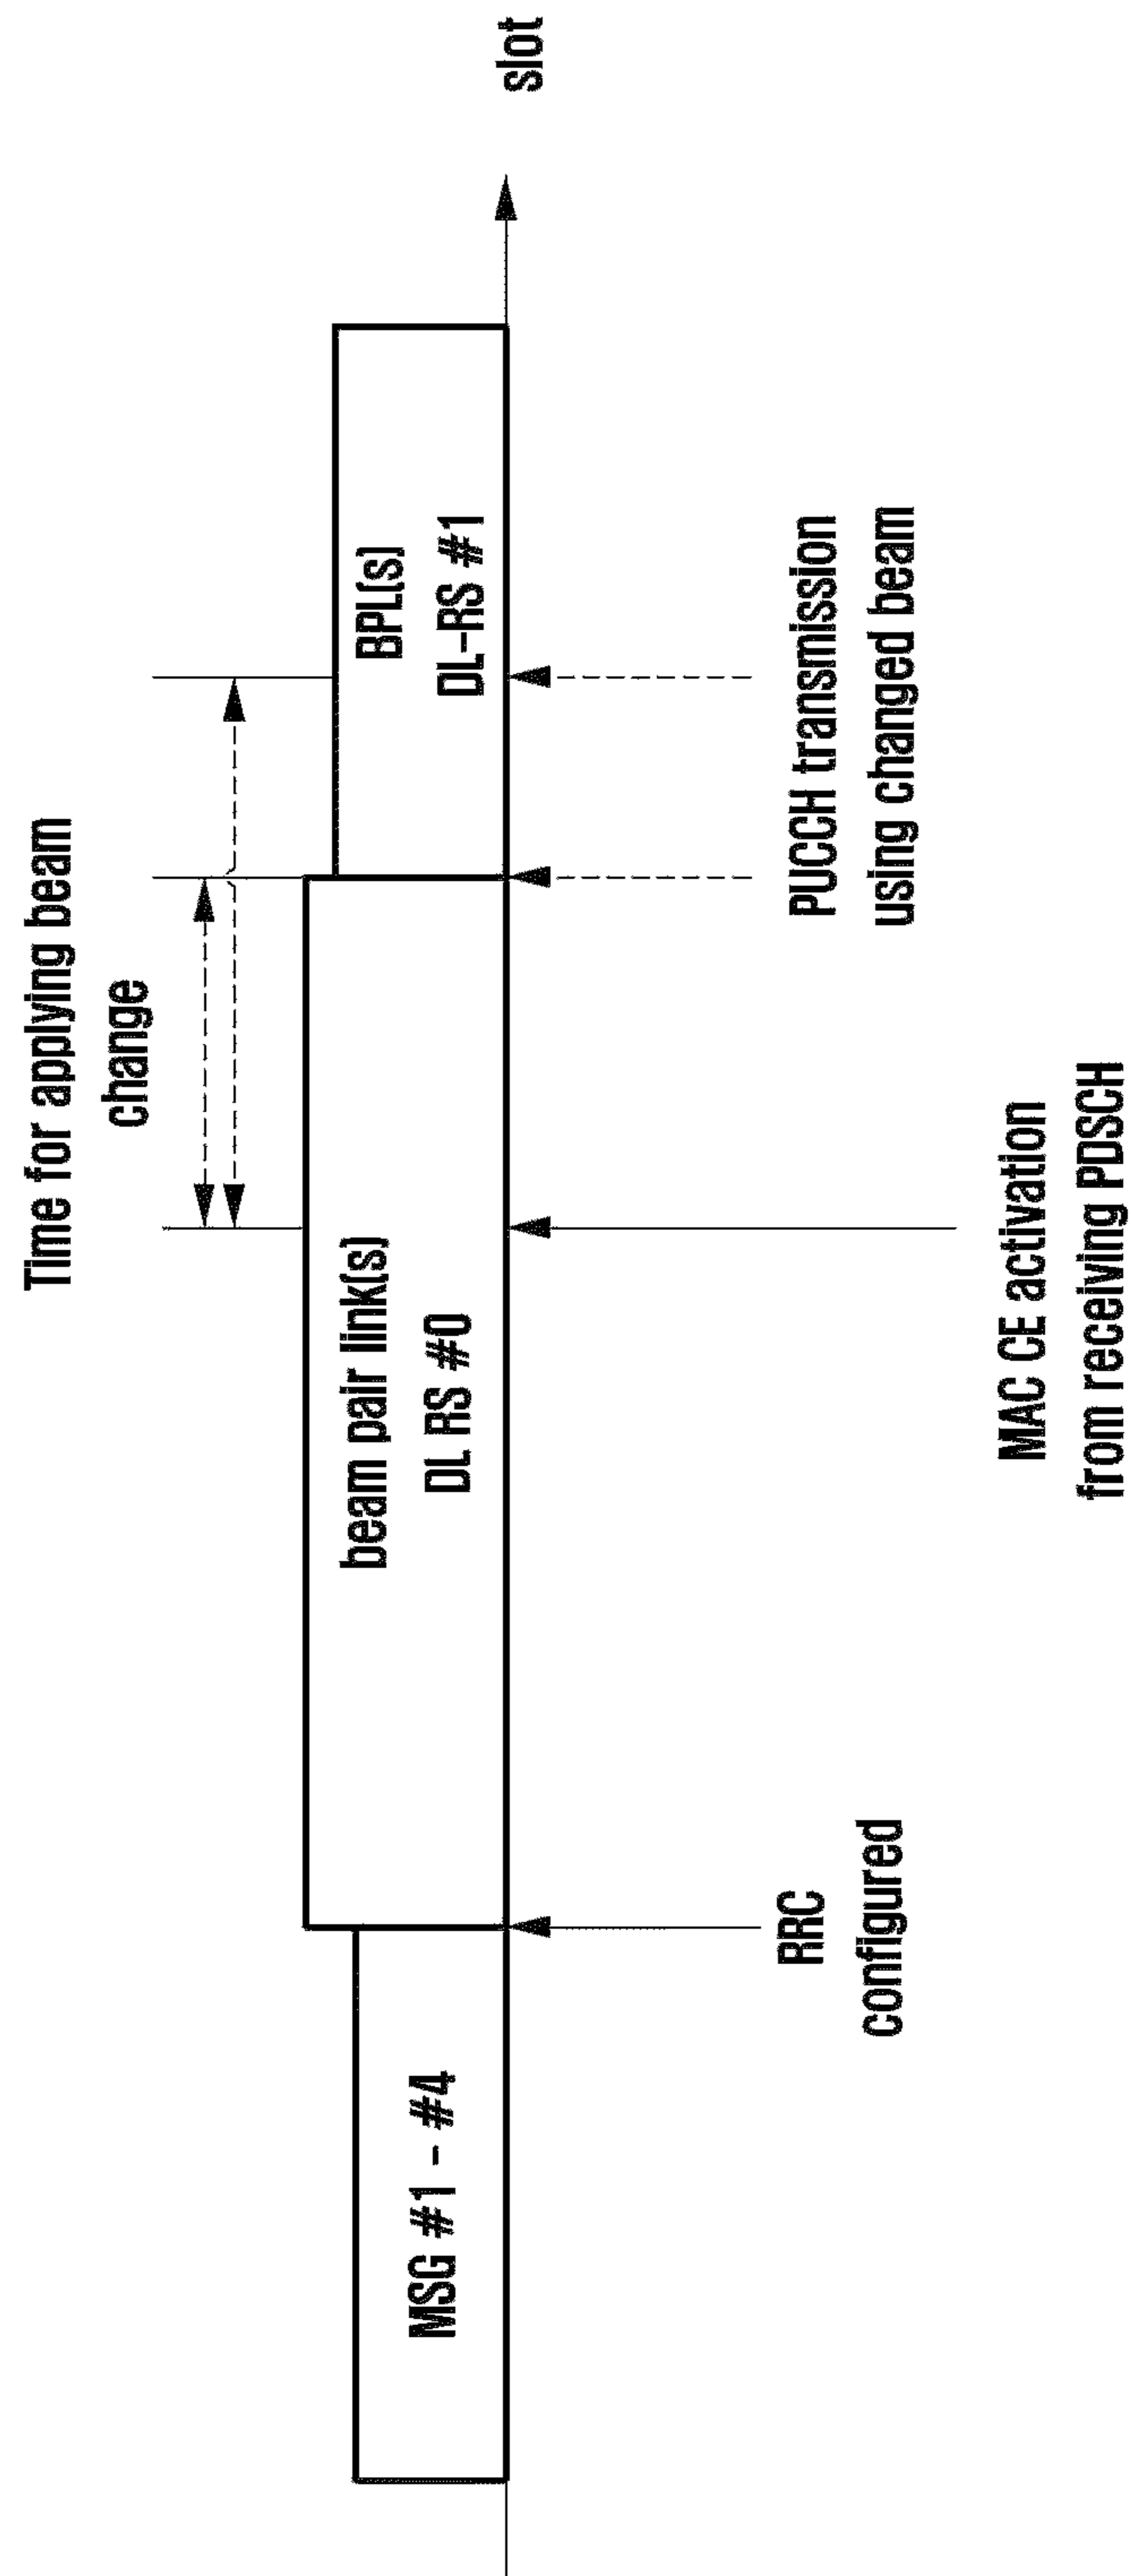 Time for applying beam
change
MSG #1 - #4
beam pair link(s)
DL RS #0
BPL(s)
DL-RS #1
slot
RRC
configured
MAC CE activation
from receiving PDSCH
PUCCH transmission
using changed beam